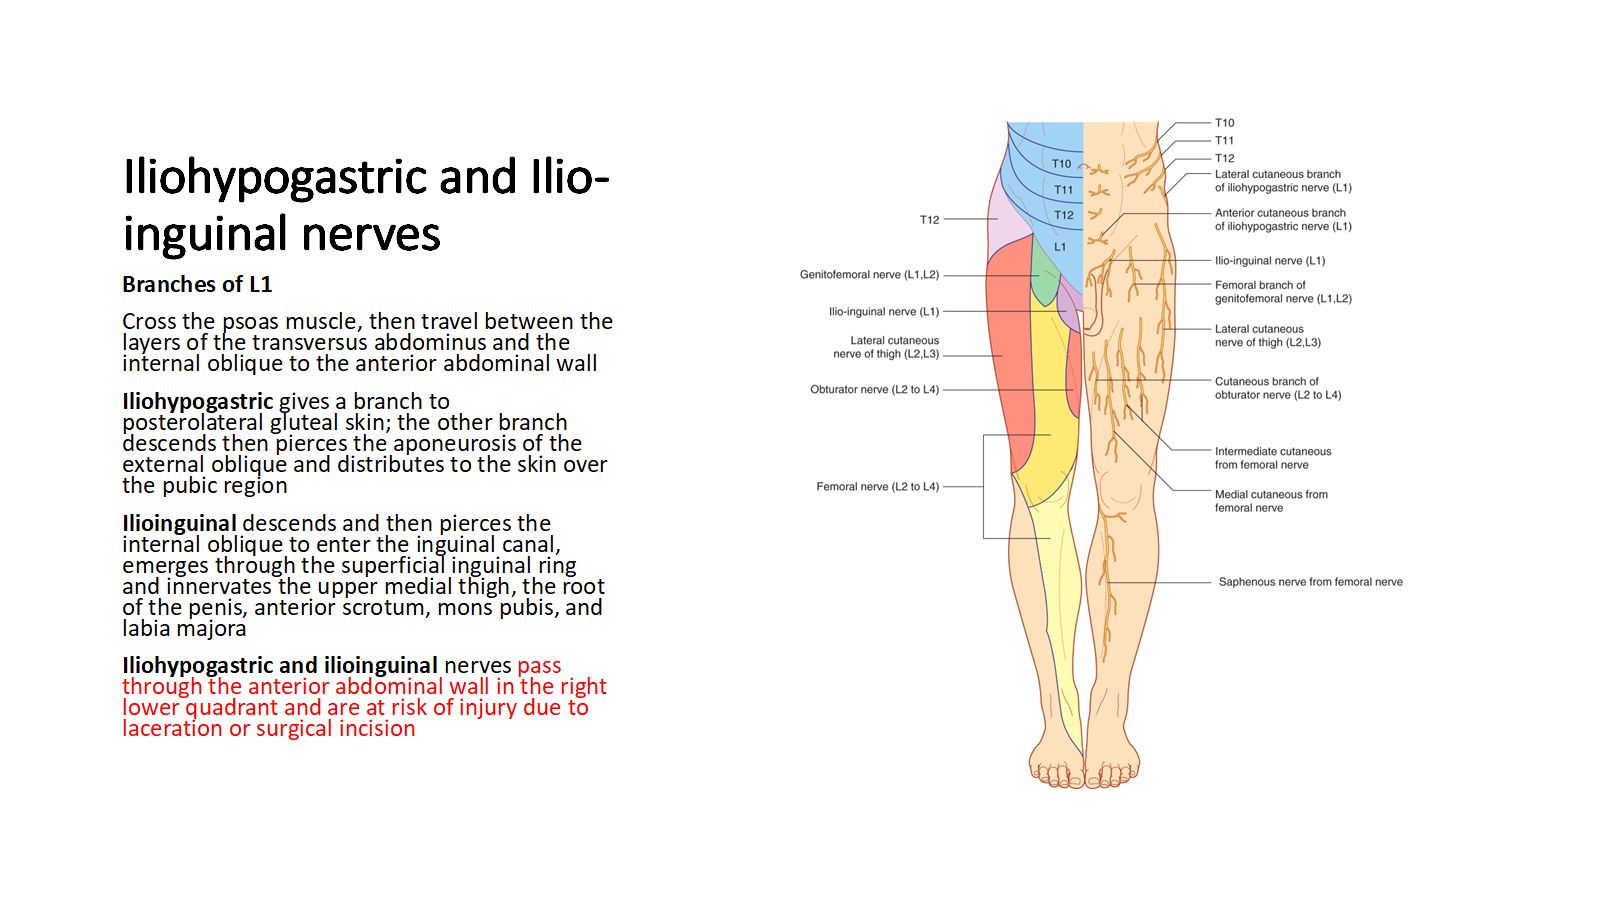 Iliohypogastric and Ilio-
inguinal nerves
Branches of L1
Cross the psoas muscle, then travel between the
layers of the transversus abdominus and the
internal oblique to the anterior abdominal wall
Iliohypogastric gives a branch to
posterolateral gluteal skin; the other branch
descends then pierces the aponeurosis of the
external oblique and distributes to the skin over
the pubic region
Ilioinguinal descends and then pierces the
internal oblique to enter the inguinal canal,
emerges through the superficial inguinal ring
and innervates the upper medial thigh, the root
of the penis, anterior scrotum, mons pubis, and
labia majora
Iliohypogastric and ilioinguinal nerves pass
through the anterior abdominal wall in the right
lower quadrant and are at risk of injury due to
laceration or surgical incision
T12
Genitofemoral nerve (L1,L2)
Ilio-inguinal nerve (L1)
Lateral cutaneous
nerve of thigh (L2,L3)
Obturator nerve (L2 to L4)
Femoral nerve (L2 to L4)
T10
T11
T12
L1
T10
T11
T12
Lateral cutaneous branch
of iliohypogastric nerve (L1)
Anterior cutaneous branch
of iliohypogastric nerve (L1)
Ilio-inguinal nerve (L1)
Femoral branch of
genitofemoral nerve (L1,L2)
Lateral cutaneous
nerve of thigh (L2,L3)
Cutaneous branch of
obturator nerve (L2 to L4)
Intermediate cutaneous
from femoral nerve
Medial cutaneous from
femoral nerve
Saphenous nerve from femoral nerve